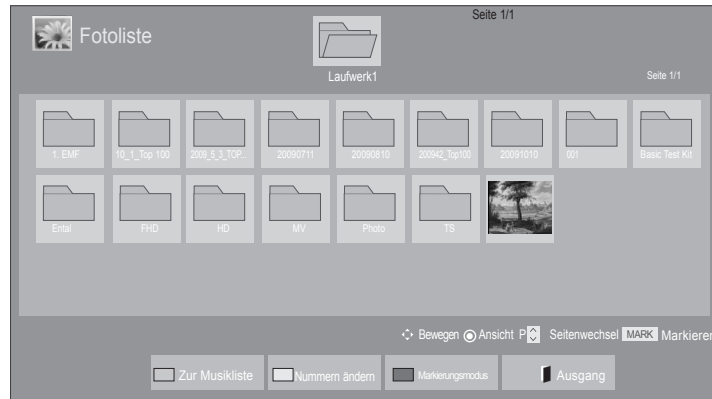 Seite 1/1
Fotoliste
Laufwerk1
Seite 1/1
1. EMF
10_1_Top 100
2009_5_3_TOP...
20090711
20090810
200942_Top100
20091010
001
Basic Test Kit
Ental
FHD
HD
MV
Photo
TS
Bewegen Ansicht P Seitenwechsel MARK Markieren
Zur Musikliste Nummern ändern Markierungsmodus Ausgang